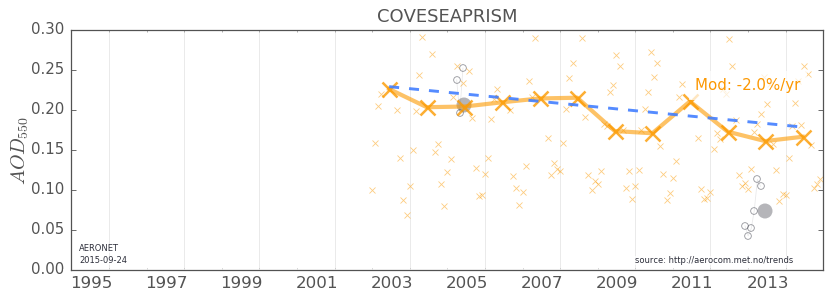 COVESEAPRISM
0.30
0.25
0.20
0.15
0.10
0.05
0.00
AOD550
Mod: -2.0%/yr
AERONET
2015-09-24
source: http://aerocom.met.no/trends
1995 1997 1999 2001 2003 2005 2007 2009 2011 2013